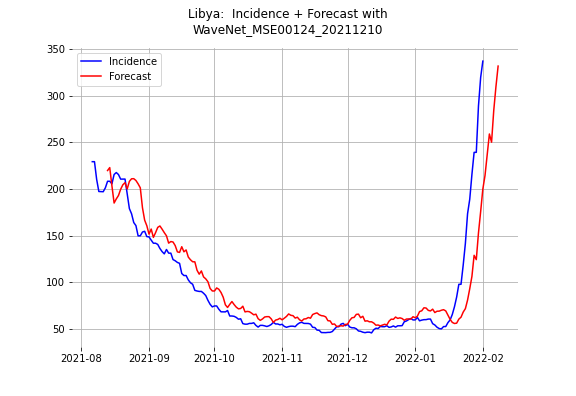 Libya:  Incidence + Forecast with
WaveNet_MSE00124_20211210
350
Incidence
Forecast
300
250
200
150
100
50
2021-08 2021-09 2021-10 2021-11 2021-12 2022-01 2022-02